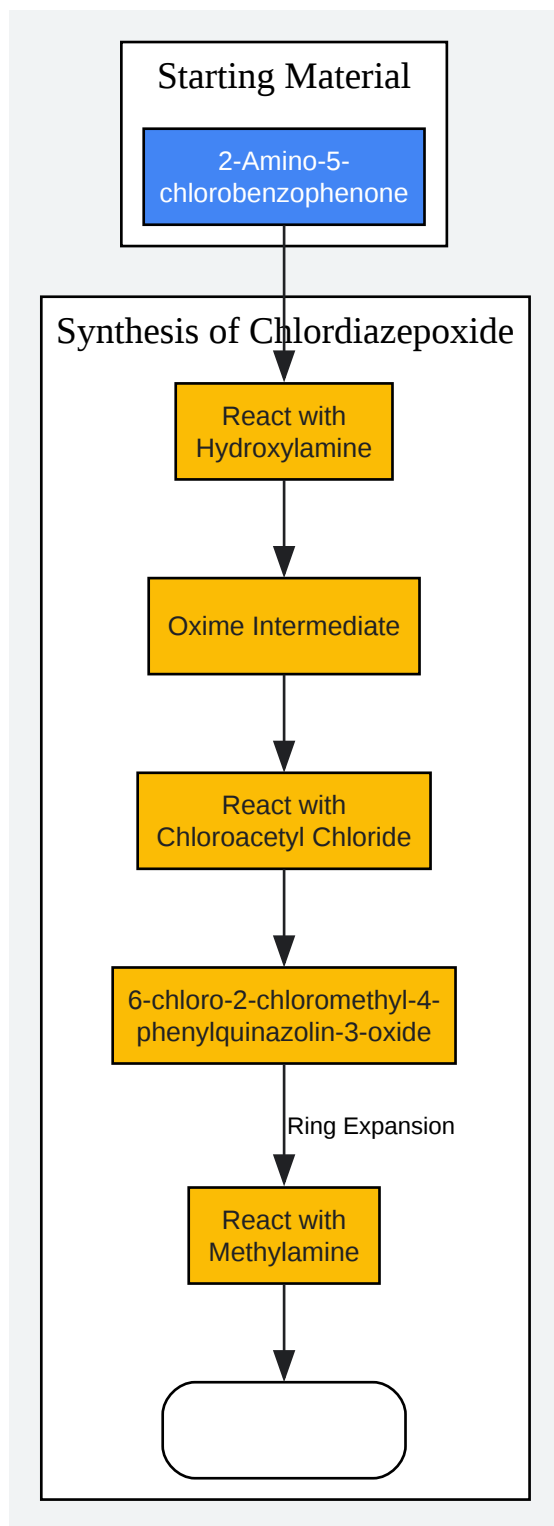 Starting Material
2-Amino-5-
chlorobenzophenone
Synthesis of Chlordiazepoxide
React with
Hydroxylamine
Oxime Intermediate
React with
Chloroacetyl Chloride
6-chloro-2-chloromethyl-4-
phenylquinazolin-3-oxide
Ring Expansion
React with
Methylamine